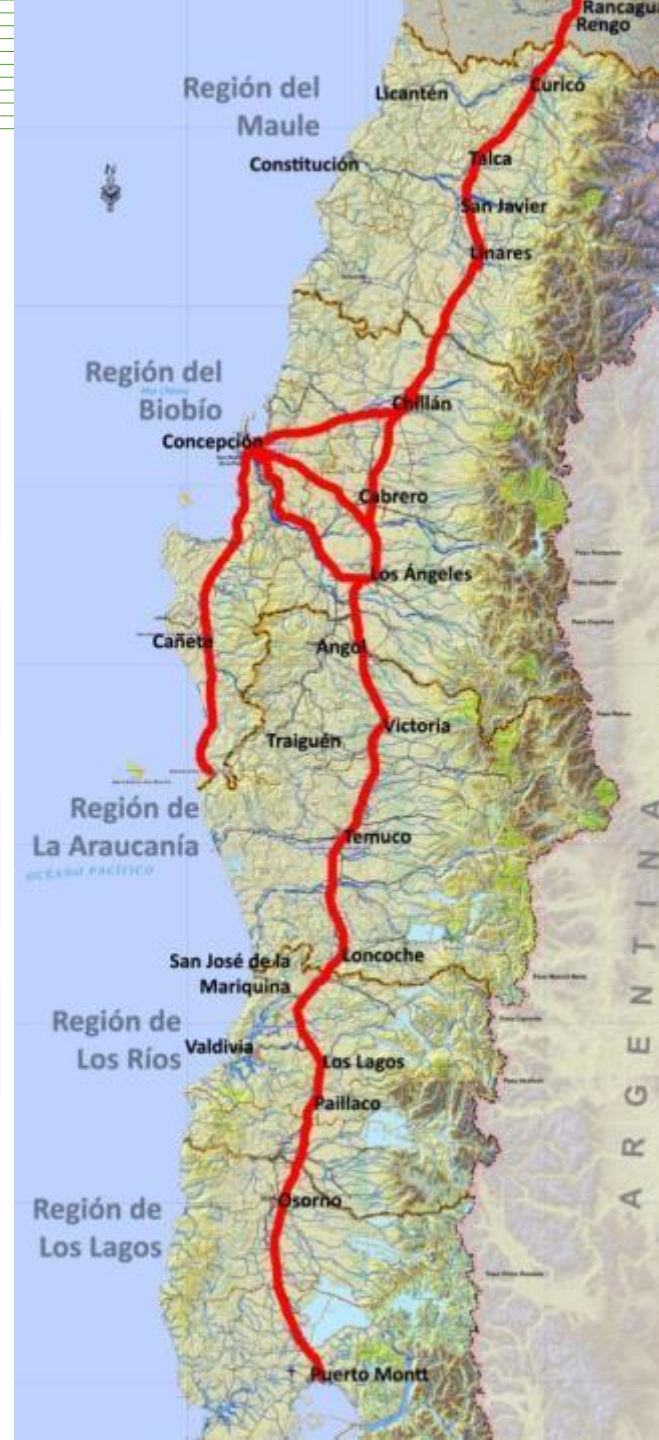 Rancagua
Rengo
Región del
Maule
Licantén
Curicó
Constitución
Talca
N
San Javier
Linares
Región del
Biobío
Chillán
Concepción
Cabrero
Los Ángeles
Cañete
Angol
Victoria
Traiguén
Región de
La Araucanía
Temuco
OCÉANO PACÍFICO
ARGENTINA
San José de la
Mariquina
Loncoche
Región de
Los Ríos
Valdivia
Los Lagos
Paillaco
Región de
Los Lagos
Osorno
Puerto Montt